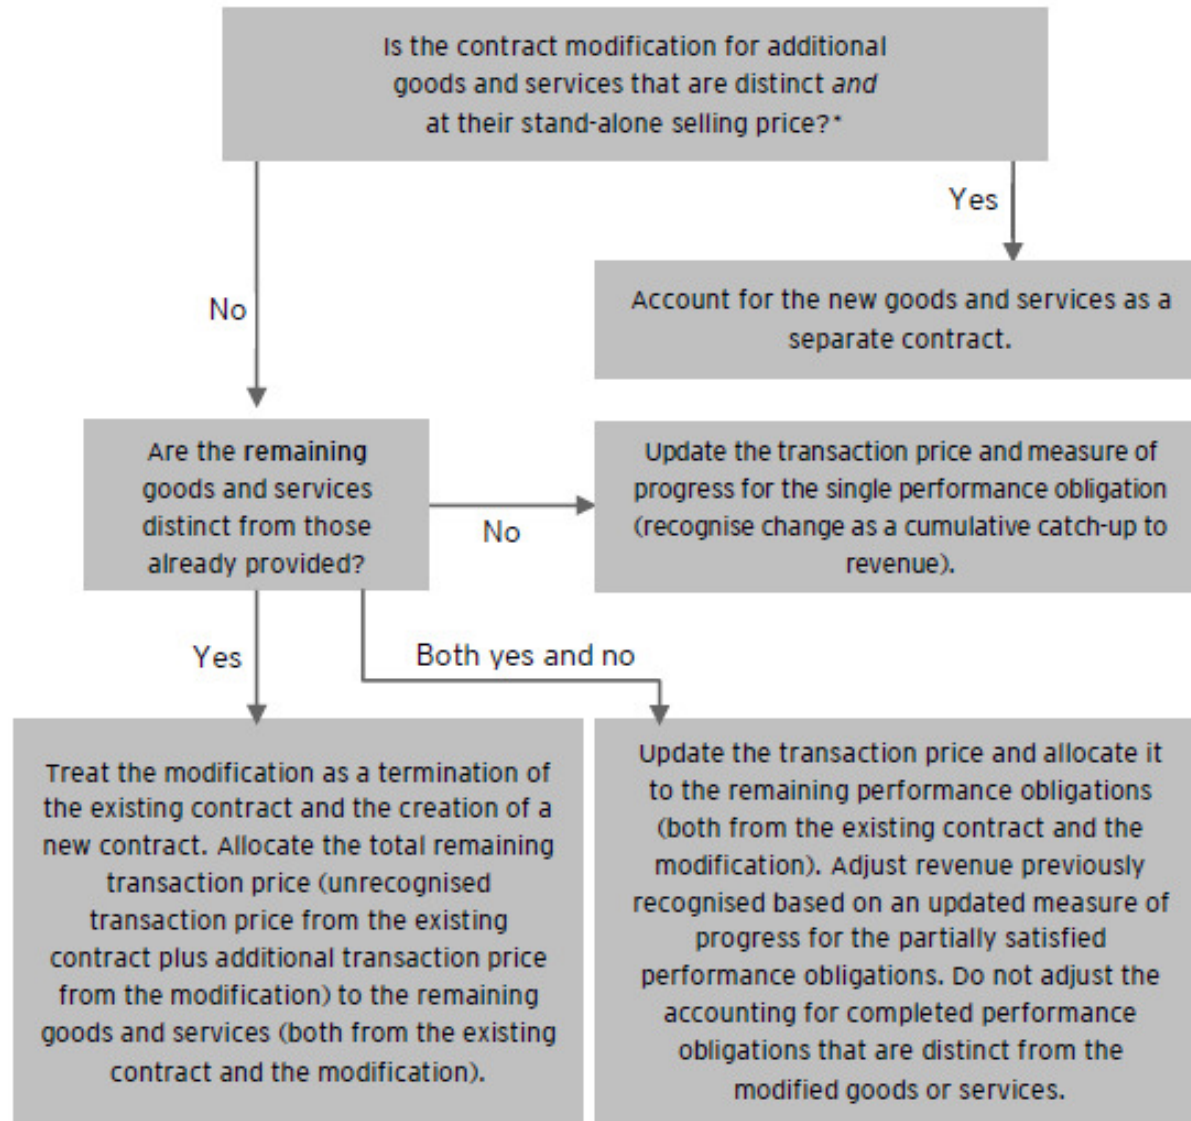 Is the contract modification for additional
goods and services that are distinct and
at their stand-alone selling price?*
Yes
No
Account for the new goods and services as a
separate contract.
Are the remaining
goods and services
distinct from those
already provided?
No
Update the transaction price and measure of
progress for the single performance obligation
(recognise change as a cumulative catch-up to
revenue).
Yes
Both yes and no
Treat the modification as a termination of
the existing contract and the creation of a
new contract. Allocate the total remaining
transaction price (unrecognised
transaction price from the existing
contract plus additional transaction price
from the modification) to the remaining
goods and services (both from the existing
contract and the modification).
Update the transaction price and allocate it
to the remaining performance obligations
(both from the existing contract and the
modification). Adjust revenue previously
recognised based on an updated measure of
progress for the partially satisfied
performance obligations. Do not adjust the
accounting for completed performance
obligations that are distinct from the
modified goods or services.